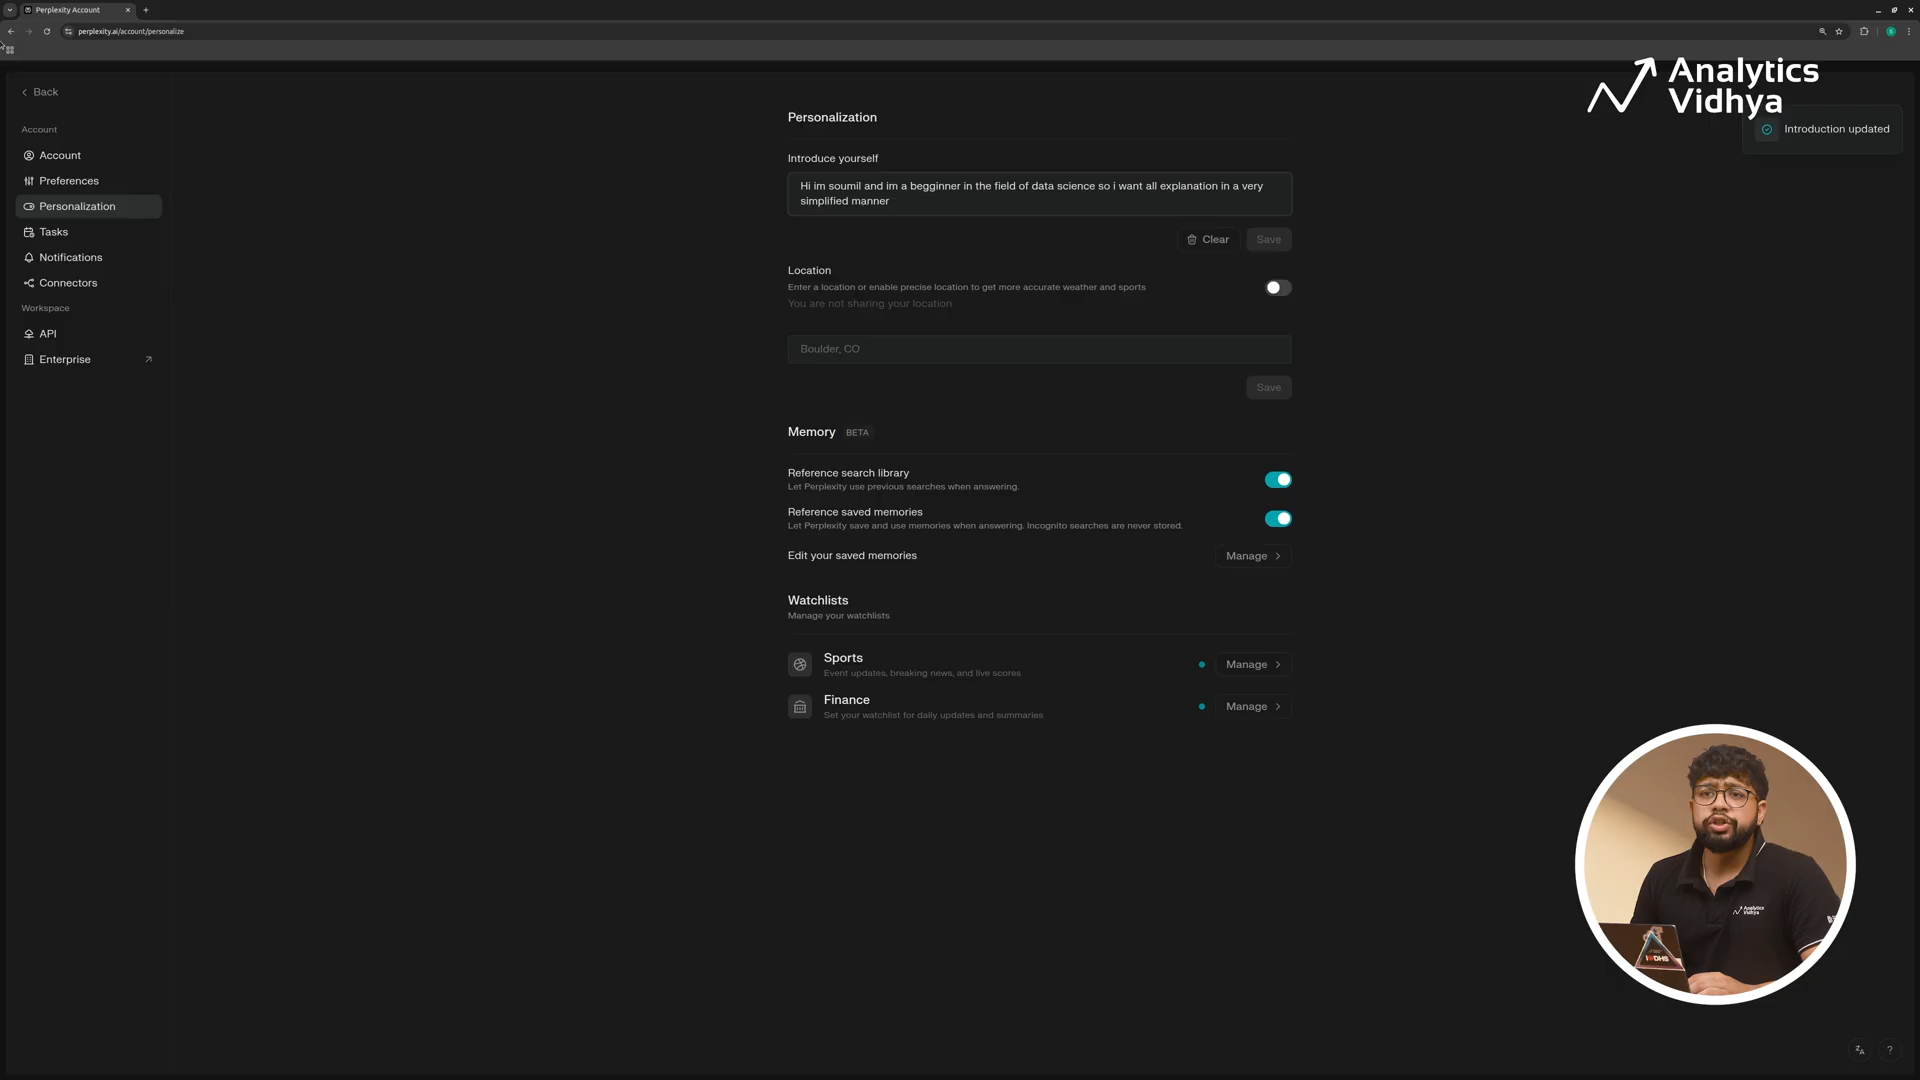 Perplexity Account
perplexity.ai/account/personalize
Analytics
Vidhya
Back
Introduction updated
Account
Account
Preferences
Personalization
Tasks
Notifications
Connectors
Workspace
API
Enterprise
Personalization
Introduce yourself
Hi im soumil and im a begginner in the field of data science so i want all explanation in a very
simplified manner
Clear
Save
Location
Enter a location or enable precise location to get more accurate weather and sports
You are not sharing your location
Boulder, CO
Save
Memory BETA
Reference search library
Let Perplexity use previous searches when answering.
Reference saved memories
Let Perplexity save and use memories when answering. Incognito searches are never stored.
Edit your saved memories
Manage
Watchlists
Manage your watchlists
Sports
Event updates, breaking news, and live scores
Manage
Finance
Set your watchlist for daily updates and summaries
Manage
Analytics
Vidhya
DHS
?